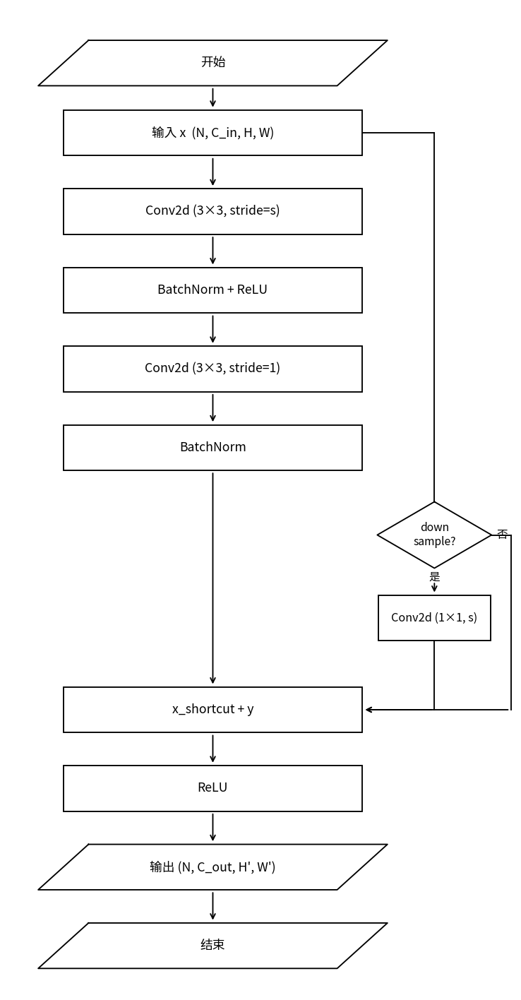 开始
输入 x  (N, C_in, H, W)
Conv2d (3×3, stride=s)
BatchNorm + ReLU
Conv2d (3×3, stride=1)
BatchNorm
down
sample?
否
是
Conv2d (1×1, s)
x_shortcut + y
ReLU
输出 (N, C_out, H', W')
结束